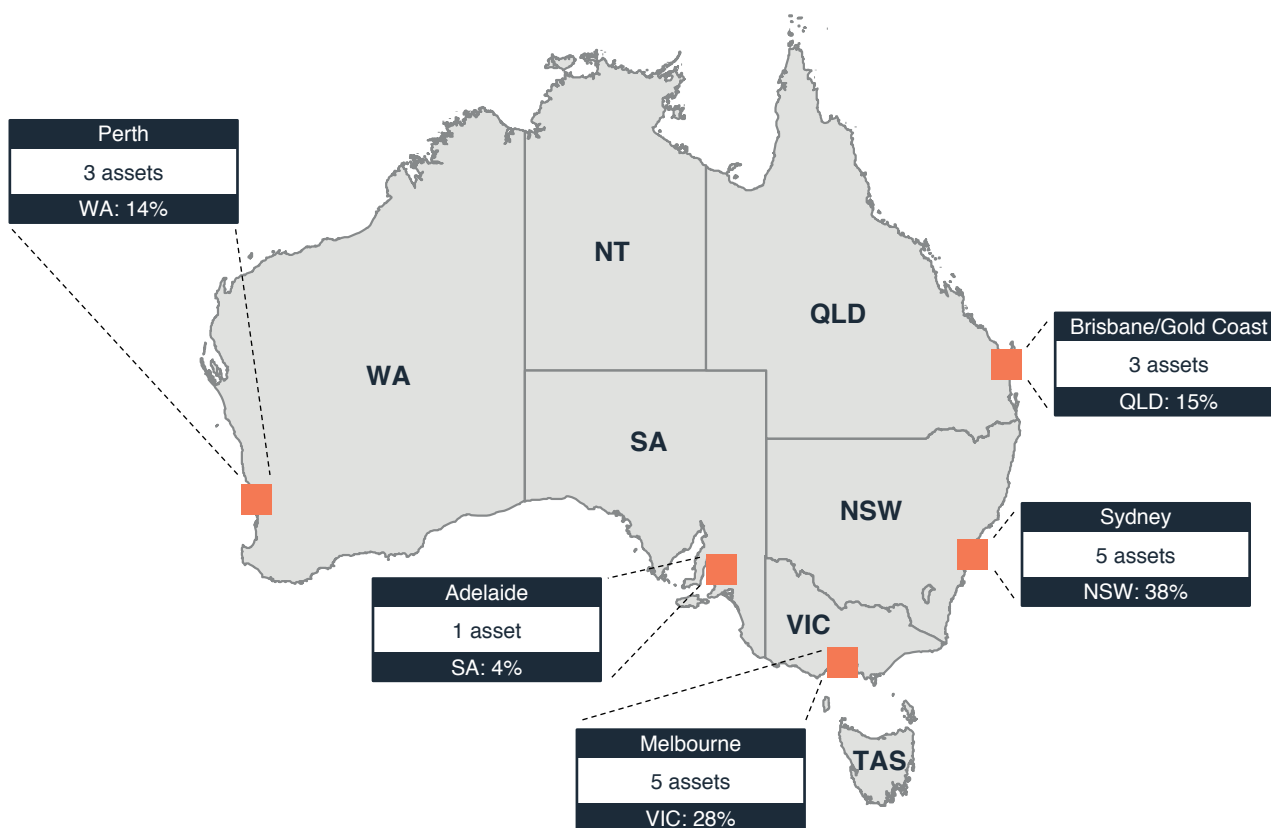 Perth
3 assets
WA: 14%
NT
QLD
WA
SA
NSW
VIC
TAS
Brisbane/Gold Coast
3 assets
QLD: 15%
Sydney
5 assets
NSW: 38%
Adelaide
1 asset
SA: 4%
Melbourne
5 assets
VIC: 28%